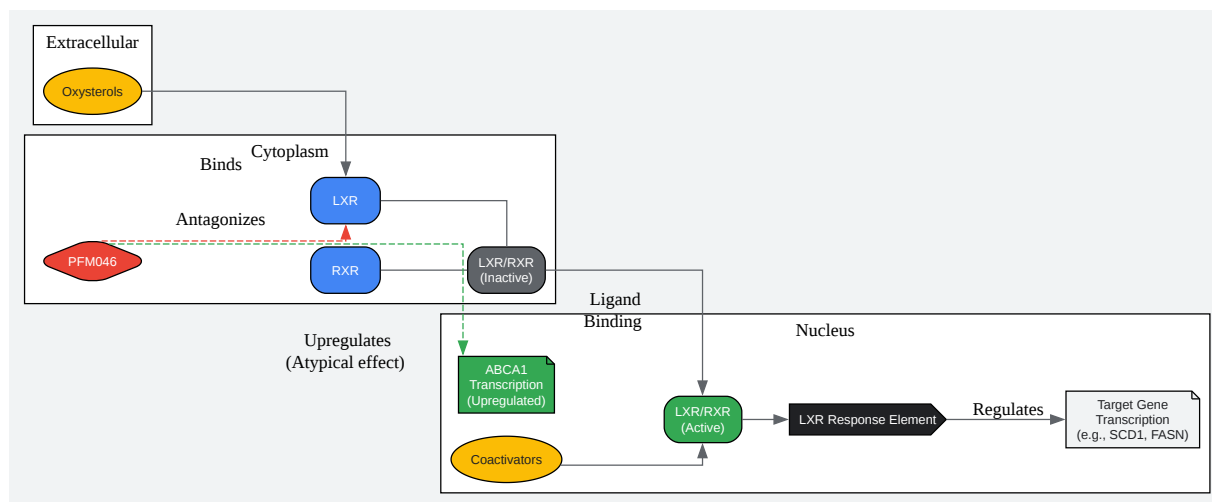 Extracellular
Oxysterols
Cytoplasm
Binds
LXR
Antagonizes
PFM046
RXR
LXR/RXR
(Inactive)
Ligand
Binding
Nucleus
Upregulates
(Atypical effect)
ABCA1
Transcription
(Upregulated)
LXR/RXR
(Active)
LXR Response Element
Regulates
Target Gene
Transcription
(e.g., SCD1, FASN)
Coactivators